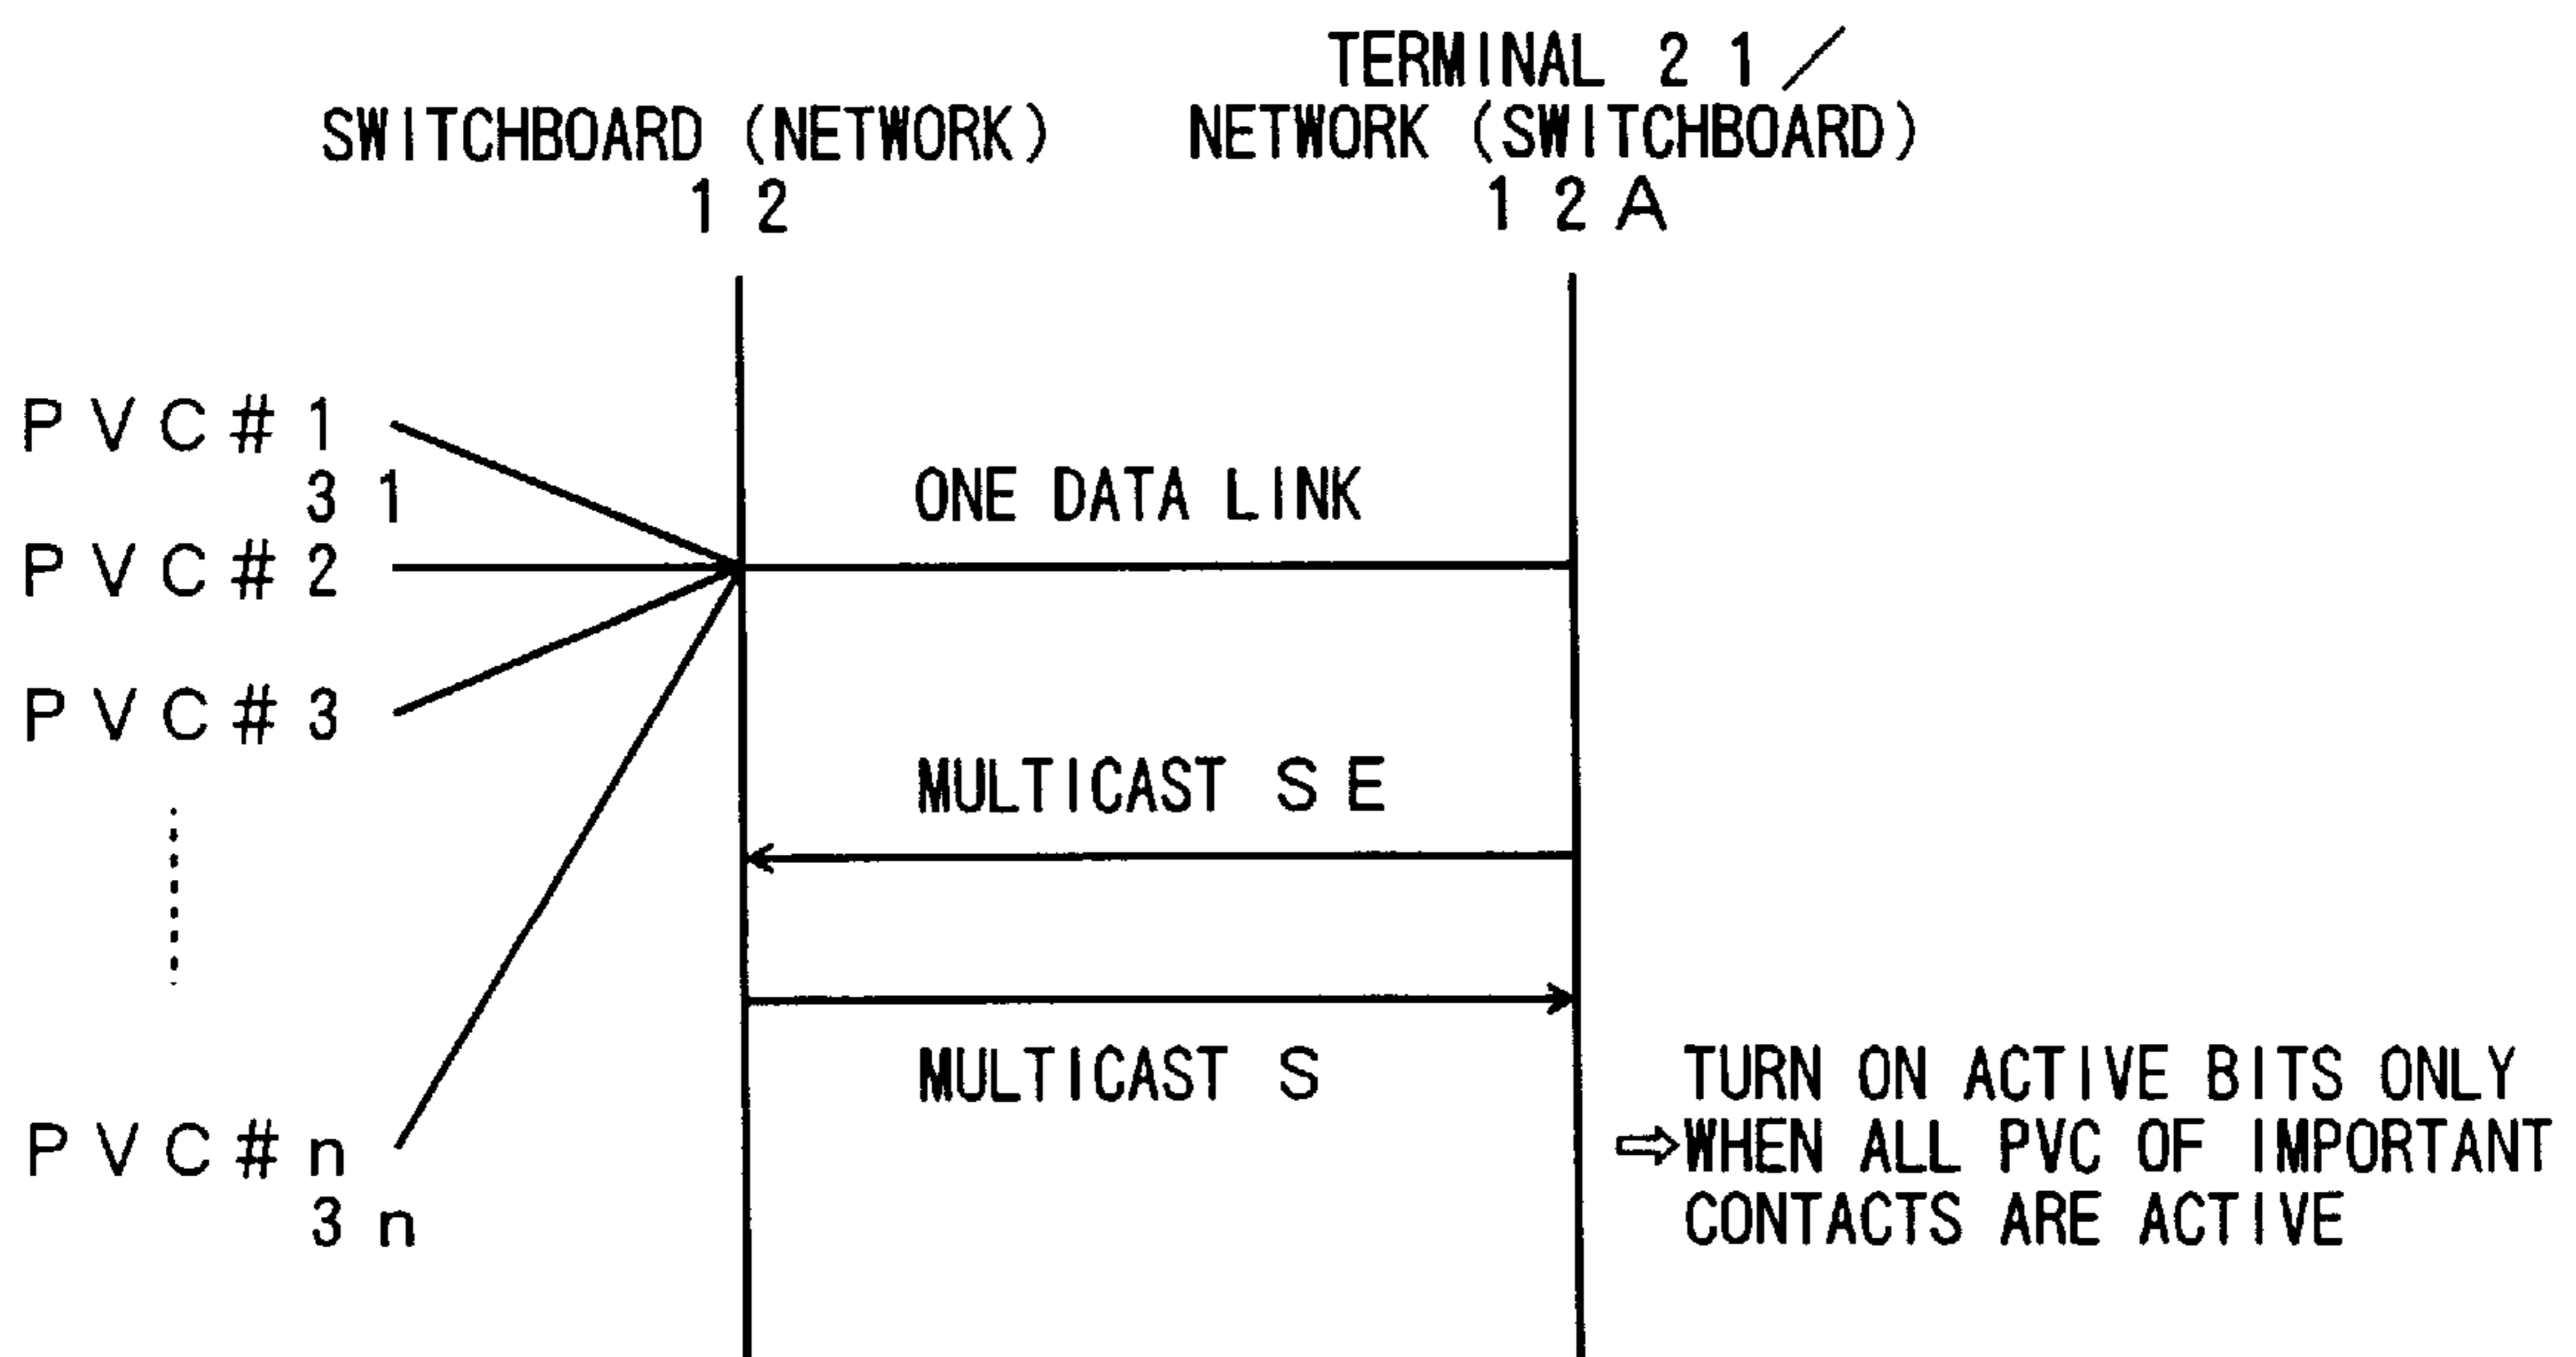 TERMINAL 21/
SWITCHBOARD (NETWORK)
NETWORK (SWITCHBOARD)
12
12A
PVC#1
31
ONE DATA LINK
PVC#2
PVC#3
MULTICAST SE
MULTICAST S
TURN ON ACTIVE BITS ONLY
PVC#n
⇨WHEN ALL PVC OF IMPORTANT
3n
CONTACTS ARE ACTIVE